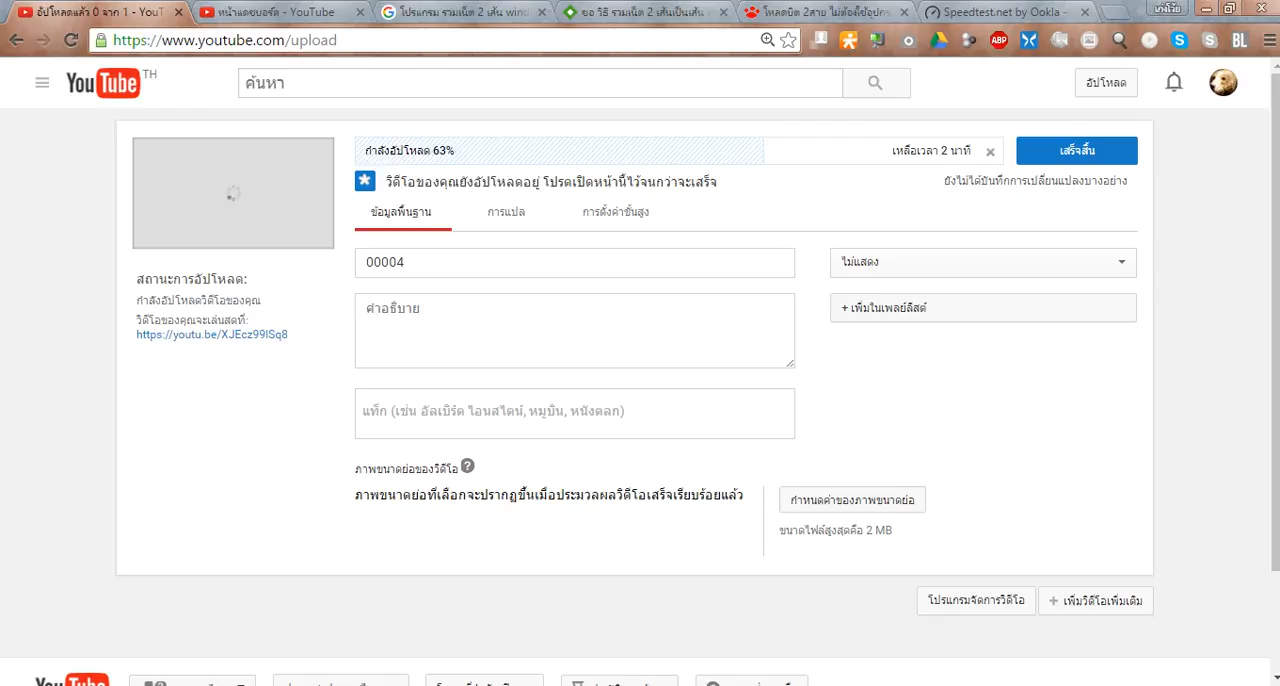 อัปโหลดแล้ว 0 จาก 1 - YouT
หน้าแดชบอร์ด - YouTube
โปรแกรม รวมเน็ต 2 เส้น win
ขอ วิธี รวมเน็ต 2 เส้นเป็นเส้น
โหลดบิต 2สาย ไม่ต้องใช้อุปก
Speedtest.net by Ookla -
https://www.youtube.com/upload
ABP
BL
YouTube TH
ค้นหา
อัปโหลด
กำลังอัปโหลด 63%
เหลือเวลา 2 นาที
เสร็จสิ้น
วิดีโอของคุณยังอัปโหลดอยู่ โปรดเปิดหน้านี้ไว้จนกว่าจะเสร็จ
ยังไม่ได้บันทึกการเปลี่ยนแปลงบางอย่าง
ข้อมูลพื้นฐาน
การแปล
การตั้งค่าขั้นสูง
00004
ไม่แสดง
คำอธิบาย
+ เพิ่มในเพลย์ลิสต์
สถานะการอัปโหลด:
กำลังอัปโหลดวิดีโอของคุณ
วิดีโอของคุณจะเล่นสดที่:
https://youtu.be/XJEcz99ISq8
แท็ก (เช่น อัลเบิร์ต ไอนสไตน์, หมูบิน, หนังตลก)
ภาพขนาดย่อของวิดีโอ ?
ภาพขนาดย่อที่เลือกจะปรากฏขึ้นเมื่อประมวลผลวิดีโอเสร็จเรียบร้อยแล้ว
กำหนดค่าของภาพขนาดย่อ
ขนาดไฟล์สูงสุดคือ 2 MB
โปรแกรมจัดการวิดีโอ
+ เพิ่มวิดีโอเพิ่มเติม
YouTube